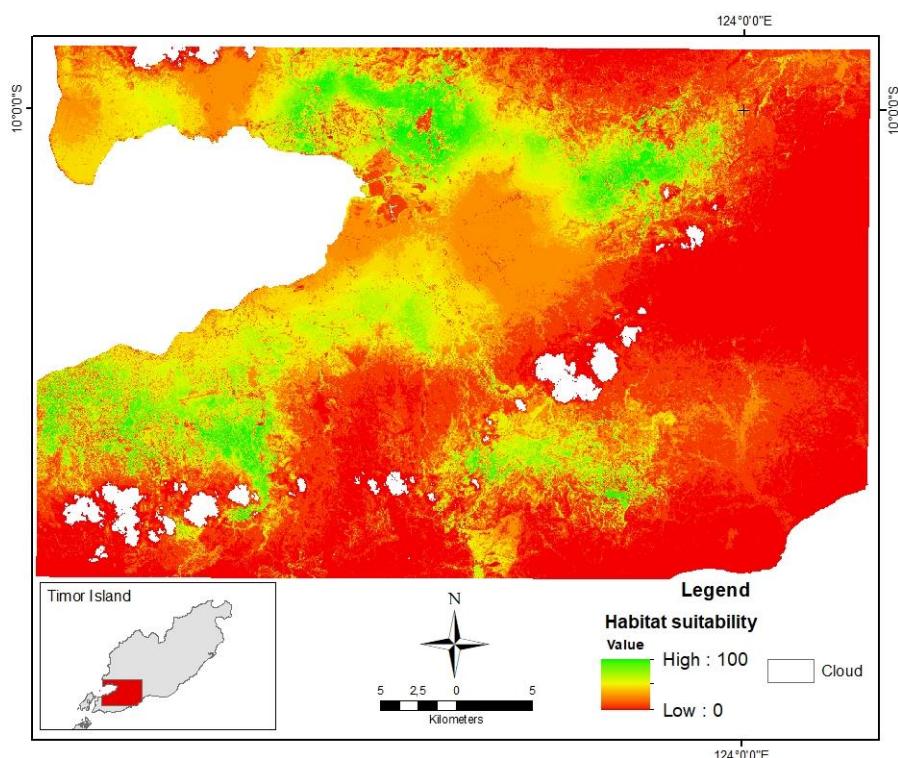 124°0'0"E
10°0'0"S
10°0'0"S
Timor Island
N
5 2,5 0 5
Kilometers
Legend
Habitat suitability
Value
High : 100
Low : 0
Cloud
124°0'0"E